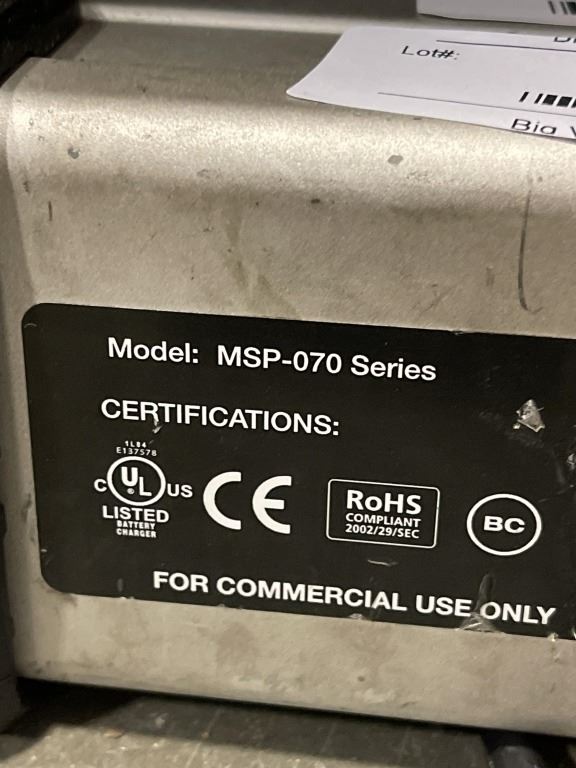 Lot#:
Big
Model: MSP-070 Series
CERTIFICATIONS:
1L84
E137578
C UL US
LISTED
BATTERY
CHARGER
CE
RoHS
COMPLIANT
2002/29/SEC
BC
FOR COMMERCIAL USE ONLY